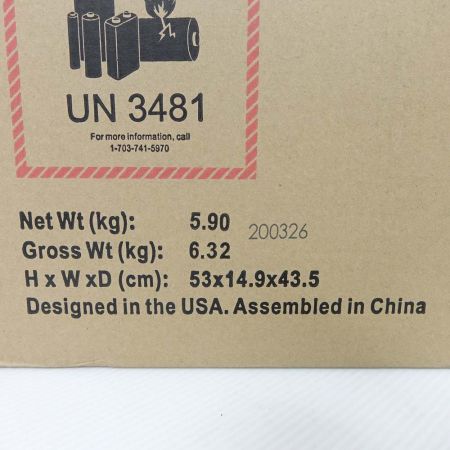 UN 3481
For more information, call
1-703-741-5970
Net Wt (kg): 5.90 200326
Gross Wt (kg): 6.32
H x W xD (cm): 53x14.9x43.5
Designed in the USA. Assembled in China